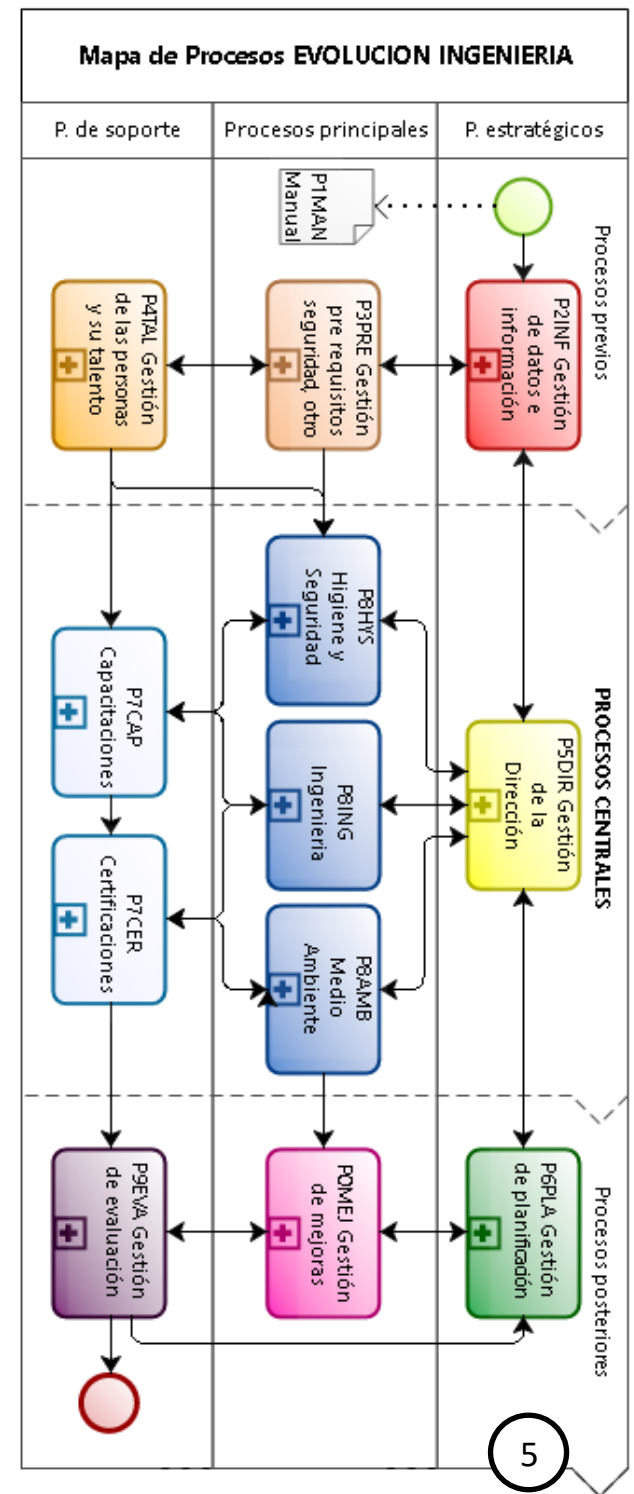 Mapa de Procesos EVOLUCION INGENIERIA
P. de soporte
Procesos principales
P. estratégicos
Procesos previos
P1MAN
Manual
P4TAL Gestión
de las personas
y su talento
P3PRE Gestión
pre requisitos
seguridad, otro
P2INF Gestión
de datos e
información
PROCESOS CENTRALES
P8HYS
Higiene y
Seguridad
P7CAP
Capacitaciones
P8ING
Ingenieria
P5DIR Gestión
de la
Dirección
P7CER
Certificaciones
P8AMB
Medio
Ambiente
Procesos posteriores
P9EVA Gestión
de evaluación
P0MEJ Gestión
de mejoras
P6PLA Gestión
de planificación
5